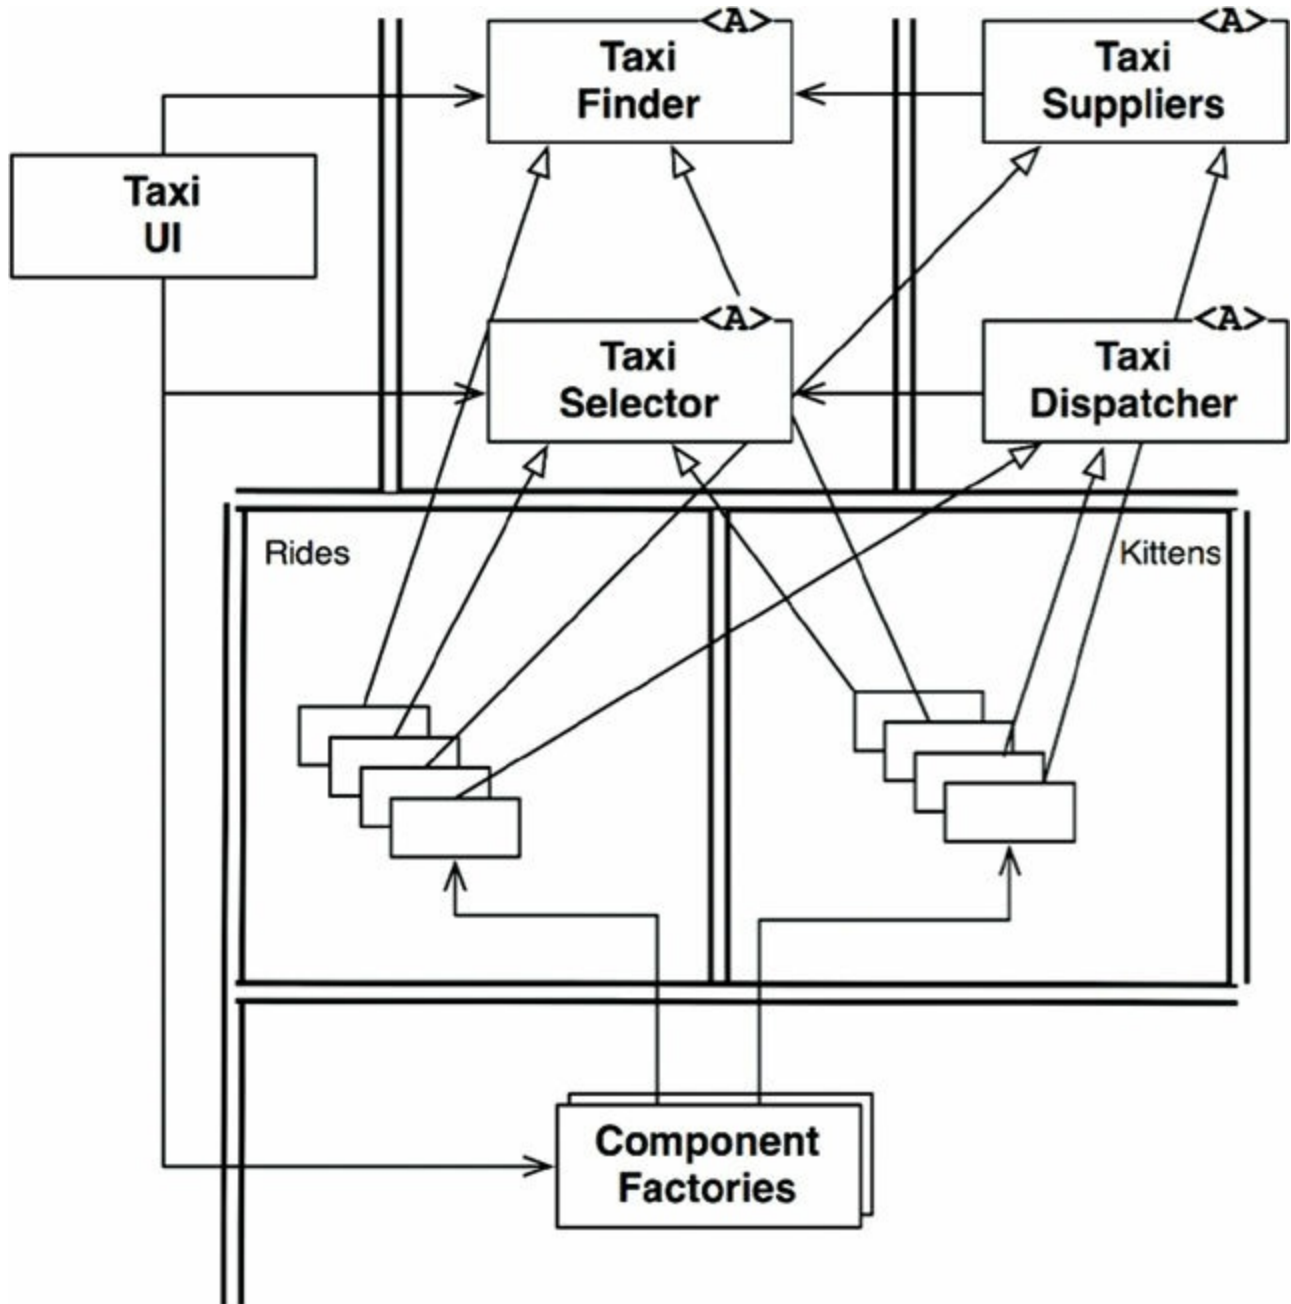 <A>
Taxi
Finder
<A>
Taxi
Suppliers
Taxi
UI
<A>
Taxi
Selector
<A>
Taxi
Dispatcher
Rides
Kittens
Component
Factories